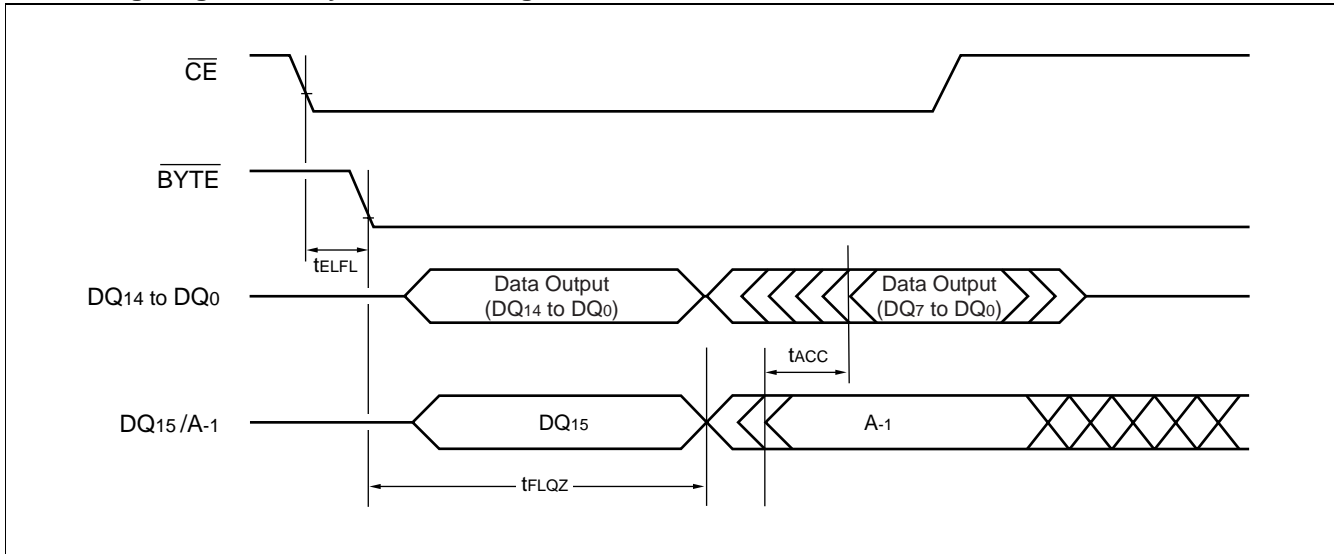 CE
BYTE
tELFL
DQ14 to DQ0
Data Output
(DQ14 to DQ0)
Data Output
(DQ7 to DQ0)
tACC
DQ15 /A-1
DQ15
A-1
tFLQZ